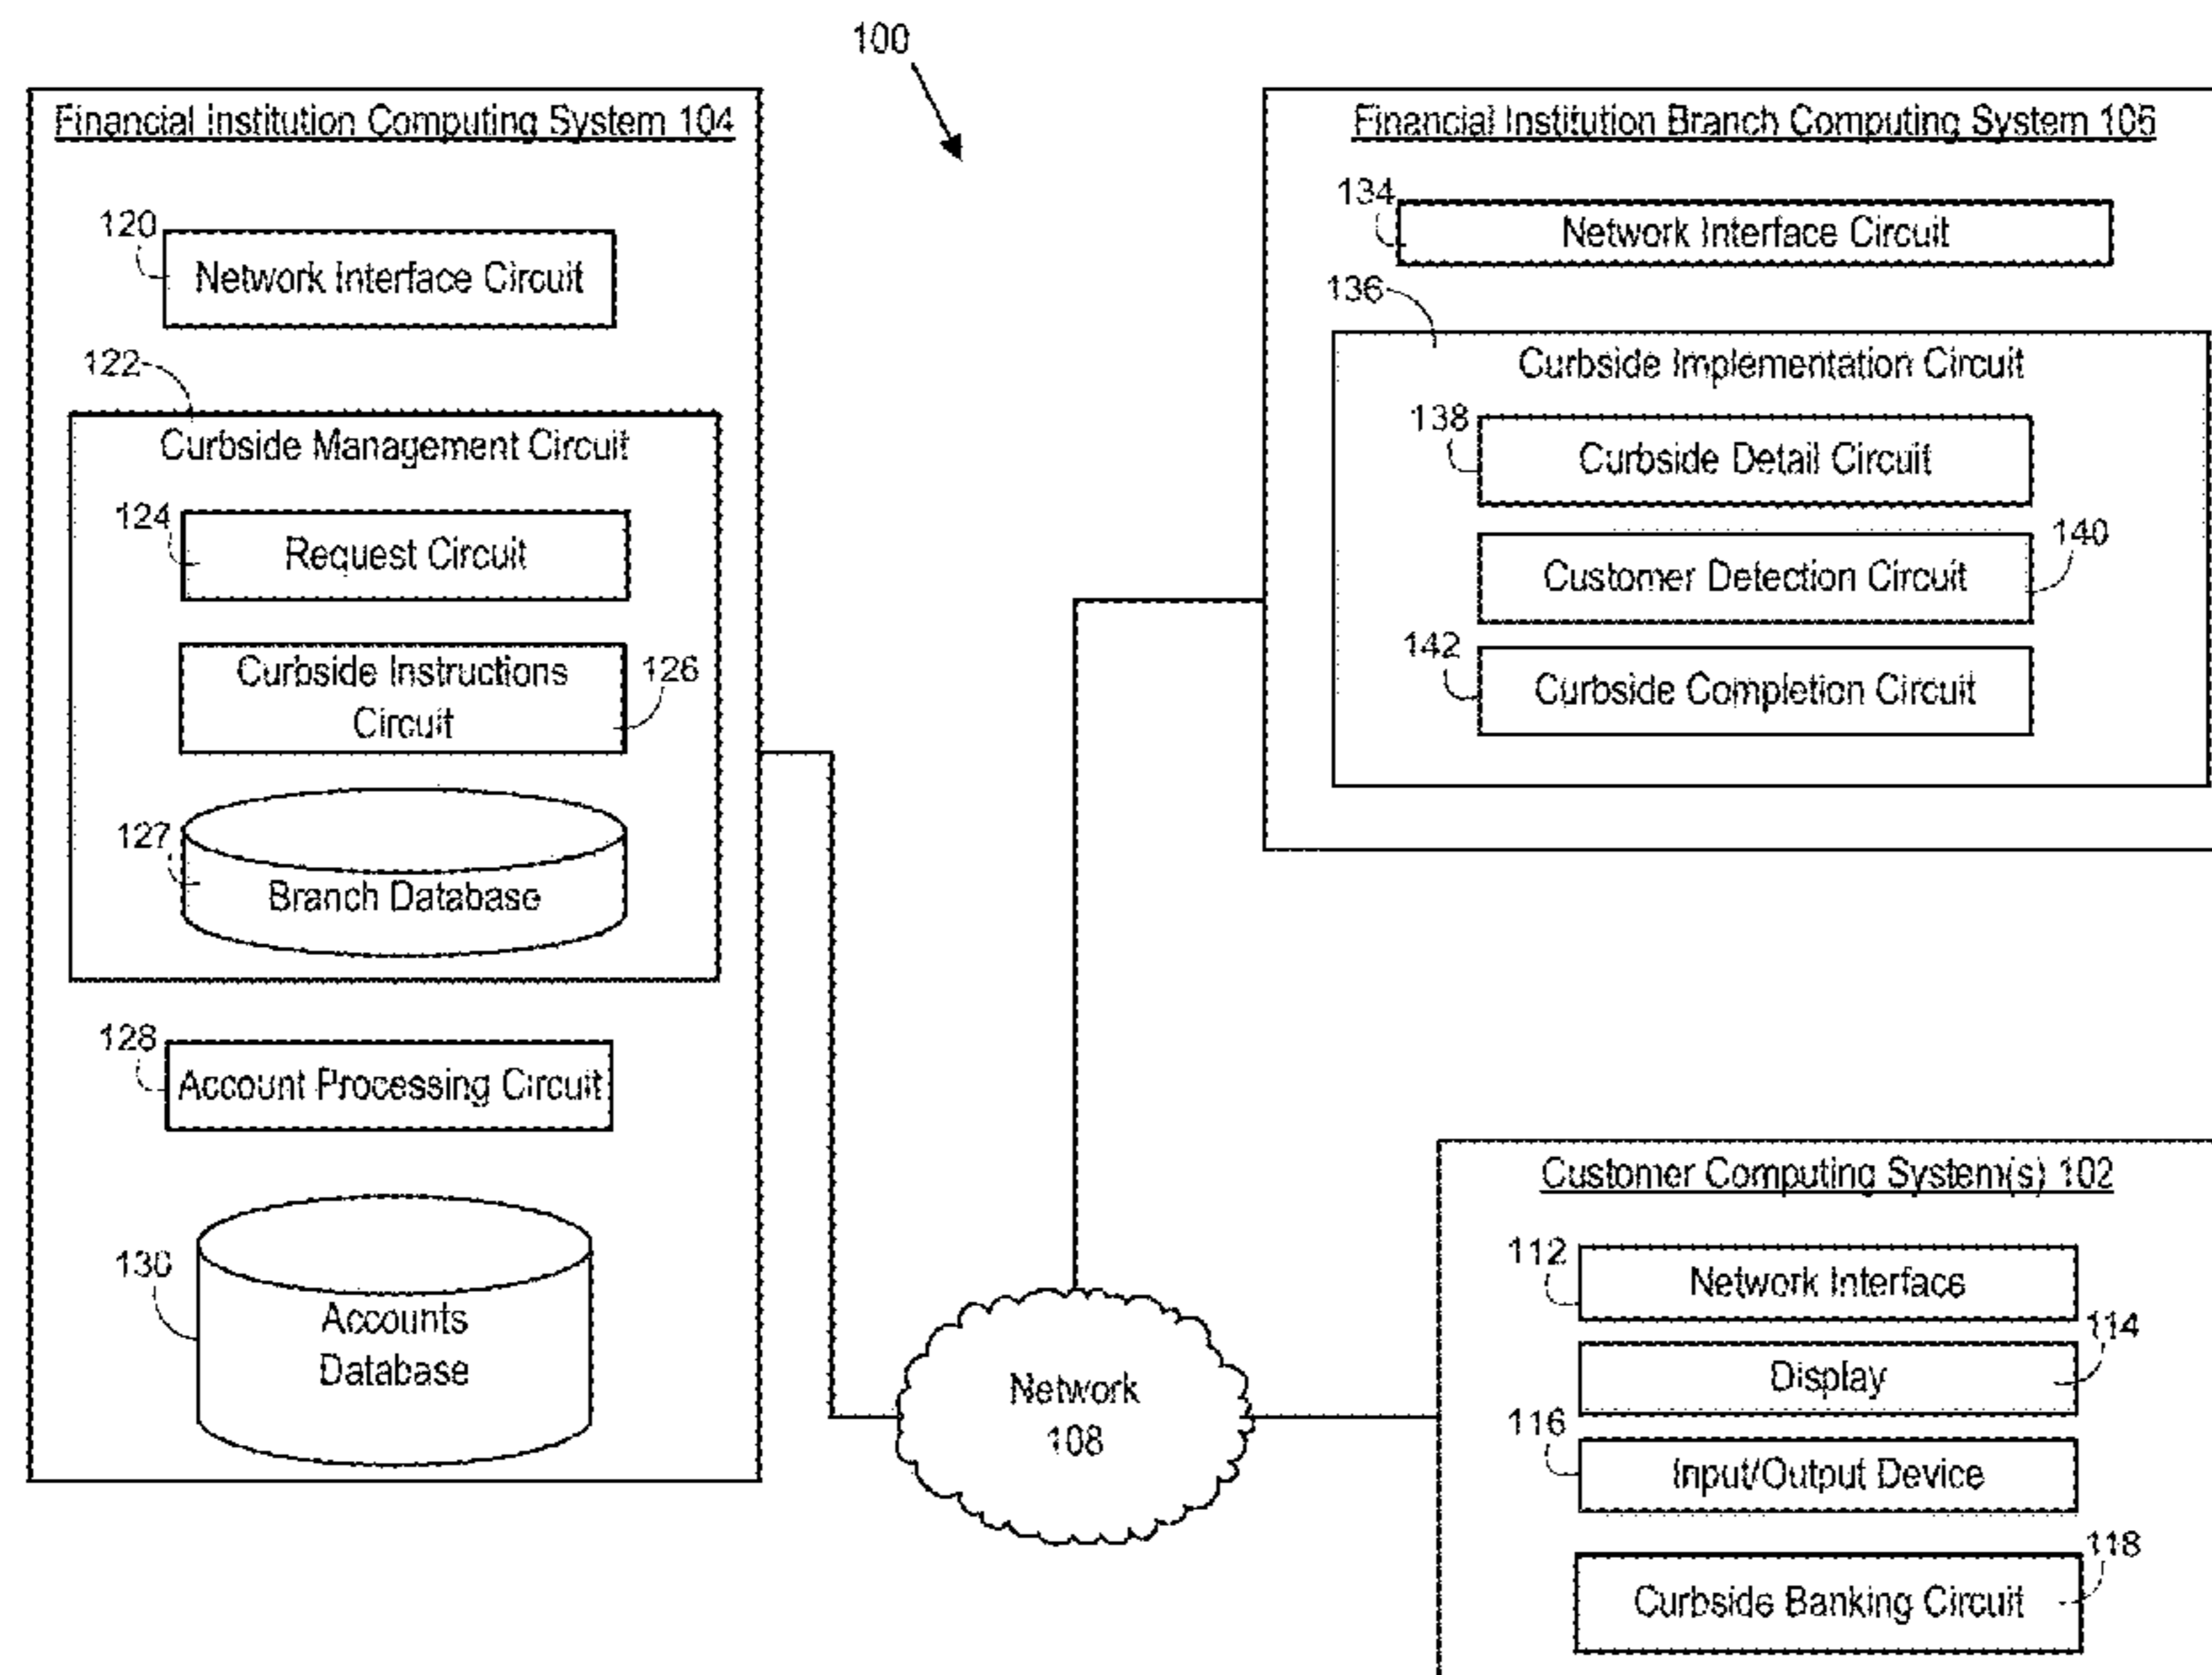 100
Financial Institution Computing System 104
120
Network Interface Circuit
122
Curbside Management Circuit
124
Request Circuit
Curbside Instructions
Circuit
126
127
Branch Database
128
Account Processing Circuit
130
Accounts
Database
Financial Institution Branch Computing System 106
134
Network Interface Circuit
136
Curbside Implementation Circuit
138
Curbside Detail Circuit
140
Customer Detection Circuit
142
Curbside Completion Circuit
Network
108
Customer Computing System(s) 102
112
Network Interface
114
Display
116
Input/Output Device
118
Curbside Banking Circuit